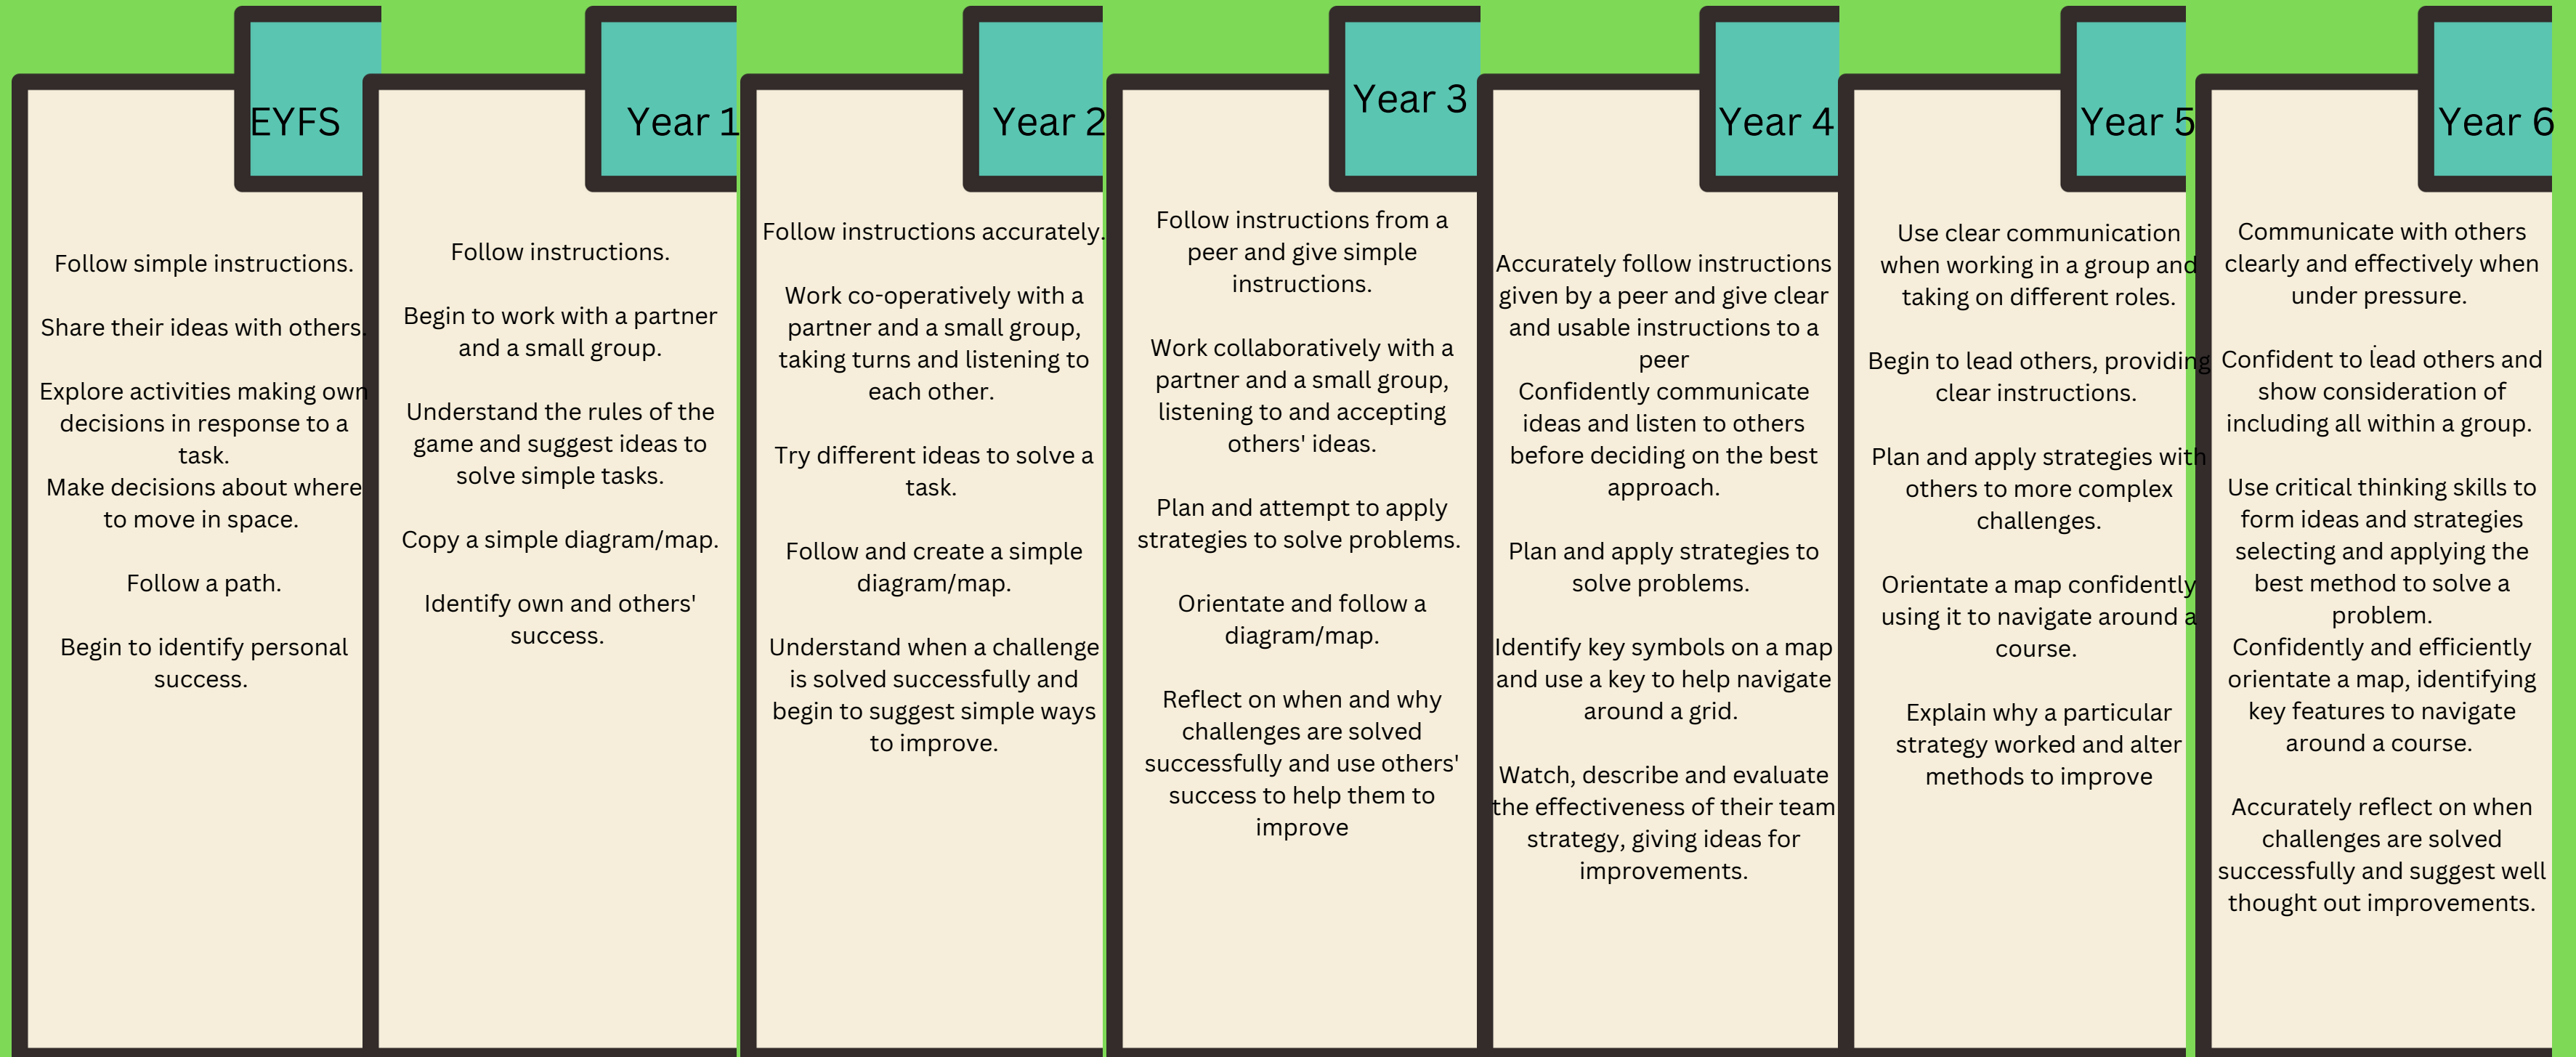 EYFS
Follow simple instructions.
Share their ideas with others.
Explore activities making own
decisions in response to a
task.
Make decisions about where
to move in space.
Follow a path.
Begin to identify personal
success.
Year 1
Follow instructions.
Begin to work with a partner
and a small group.
Understand the rules of the
game and suggest ideas to
solve simple tasks.
Copy a simple diagram/map.
Identify own and others'
success.
Year 2
Follow instructions accurately.
Work co-operatively with a
partner and a small group,
taking turns and listening to
each other.
Try different ideas to solve a
task.
Follow and create a simple
diagram/map.
Understand when a challenge
is solved successfully and
begin to suggest simple ways
to improve.
Year 3
Follow instructions from a
peer and give simple
instructions.
Work collaboratively with a
partner and a small group,
listening to and accepting
others' ideas.
Plan and attempt to apply
strategies to solve problems.
Orientate and follow a
diagram/map.
Reflect on when and why
challenges are solved
successfully and use others'
success to help them to
improve
Year 4
Accurately follow instructions
given by a peer and give clear
and usable instructions to a
peer
Confidently communicate
ideas and listen to others
before deciding on the best
approach.
Plan and apply strategies to
solve problems.
Identify key symbols on a map
and use a key to help navigate
around a grid.
Watch, describe and evaluate
the effectiveness of their team
strategy, giving ideas for
improvements.
Year 5
Use clear communication
when working in a group and
taking on different roles.
Begin to lead others, providing
clear instructions.
Plan and apply strategies with
others to more complex
challenges.
Orientate a map confidently
using it to navigate around a
course.
Explain why a particular
strategy worked and alter
methods to improve
Year 6
Communicate with others
clearly and effectively when
under pressure.
Confident to lead others and
show consideration of
including all within a group.
Use critical thinking skills to
form ideas and strategies
selecting and applying the
best method to solve a
problem.
Confidently and efficiently
orientate a map, identifying
key features to navigate
around a course.
Accurately reflect on when
challenges are solved
successfully and suggest well
thought out improvements.